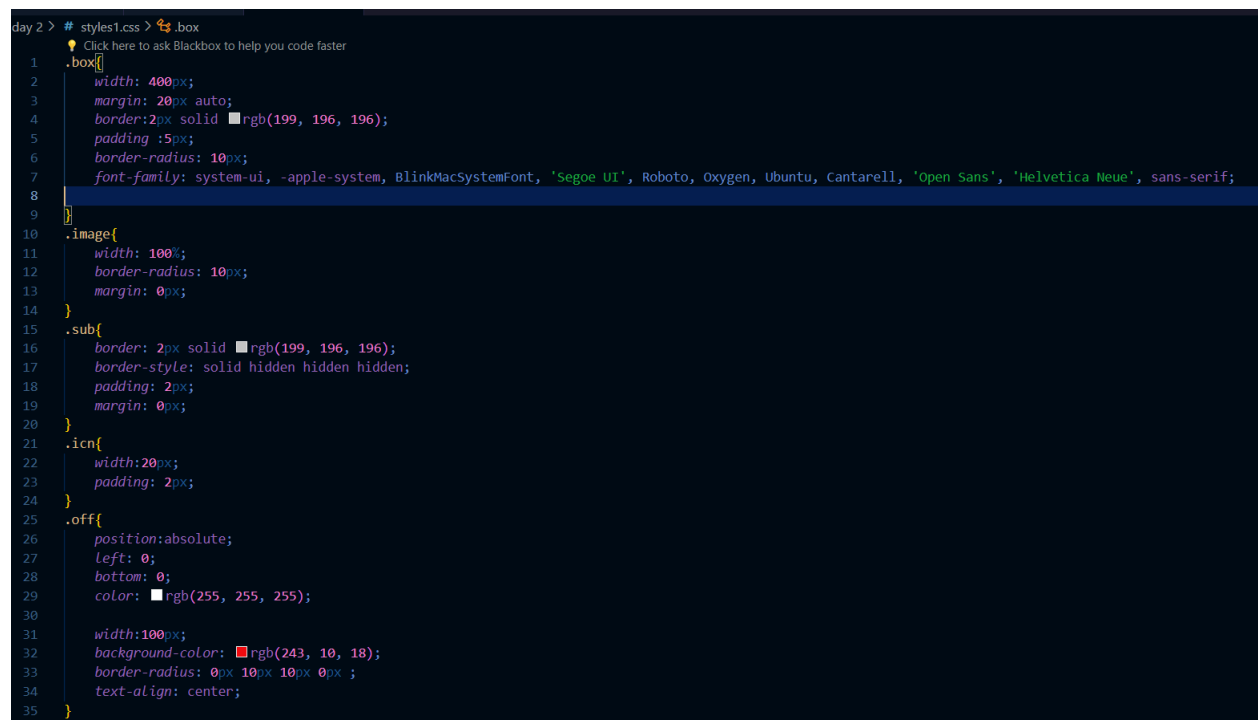 day 2 > # styles1.css > .box
Click here to ask Blackbox to help you code faster
1 .box{
2 width: 400px;
3 margin: 20px auto;
4 border:2px solid rgb(199, 196, 196);
5 padding :5px;
6 border-radius: 10px;
7 font-family: system-ui, -apple-system, BlinkMacSystemFont, 'Segoe UI', Roboto, Oxygen, Ubuntu, Cantarell, 'Open Sans', 'Helvetica Neue', sans-serif;
8
9 }
10 .image{
11 width: 100%;
12 border-radius: 10px;
13 margin: 0px;
14 }
15 .sub{
16 border: 2px solid rgb(199, 196, 196);
17 border-style: solid hidden hidden hidden;
18 padding: 2px;
19 margin: 0px;
20 }
21 .icn{
22 width:20px;
23 padding: 2px;
24 }
25 .off{
26 position:absolute;
27 left: 0;
28 bottom: 0;
29 color: rgb(255, 255, 255);
30
31 width:100px;
32 background-color: rgb(243, 10, 18);
33 border-radius: 0px 10px 10px 0px ;
34 text-align: center;
35 }